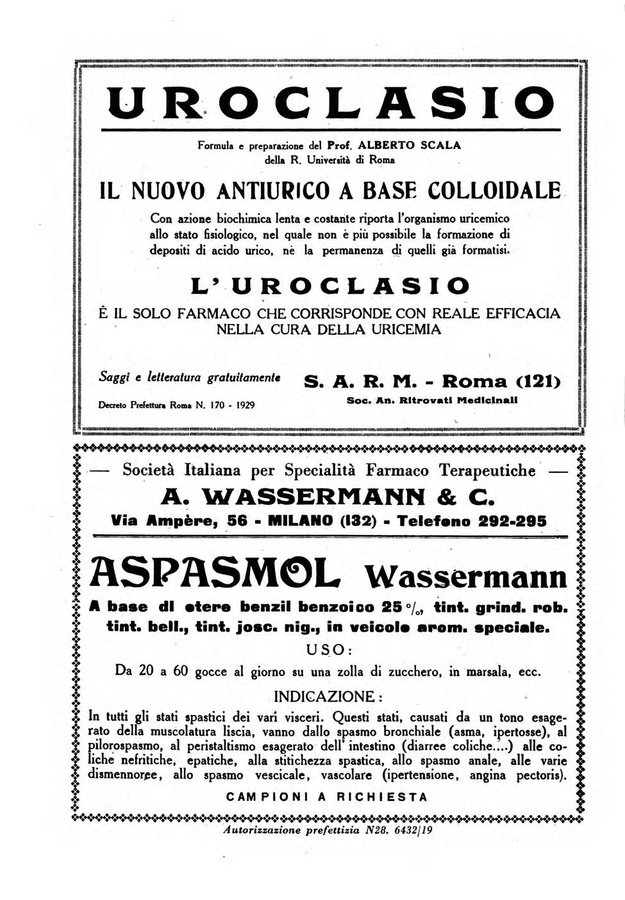 UROCLASIO
Formula e preparazione del Prof. ALBERTO SCALA
della R. Università di Roma
IL NUOVO ANTIURICO A BASE COLLOIDALE
Con azione biochimica lenta e costante riporta l'organismo uricemico
allo stato fisiologico, nel quale non è più possibile la formazione di
depositi di acido urico, nè la permanenza di quelli già formatisi.
L'UROCLASIO
È IL SOLO FARMACO CHE CORRISPONDE CON REALE EFFICACIA
NELLA CURA DELLA URICEMIA
Saggi e letteratura gratuitamente
S. A. R. M. - Roma (121)
Decreto Prefettura Roma N. 170 - 1929
Soc. An. Ritrovati Medicinali
— Società Italiana per Specialità Farmaco Terapeutiche —
A. WASSERMANN & C.
Via Ampère, 56 - MILANO (132) - Telefono 292-295
ASPASMOL Wassermann
A base di etere benzil benzoico 25 %, tint. grind. rob.
tint. bell., tint. josc. nig., in veicolo arom. speciale.
USO:
Da 20 a 60 gocce al giorno su una zolla di zucchero, in marsala, ecc.
INDICAZIONE:
In tutti gli stati spastici dei vari visceri. Questi stati, causati da un tono esage-
rato della muscolatura liscia, vanno dallo spasmo bronchiale (asma, ipertosse), al
pilorospasmo, al peristaltismo esagerato dell'intestino (diarree coliche....) alle co-
liche nefritiche, epatiche, alla stitichezza spastica, allo spasmo anale, alle varie
dismenorree, allo spasmo vescicale, vascolare (ipertensione, angina pectoris).
CAMPIONI A RICHIESTA
Autorizzazione prefettizia N28. 6432/19